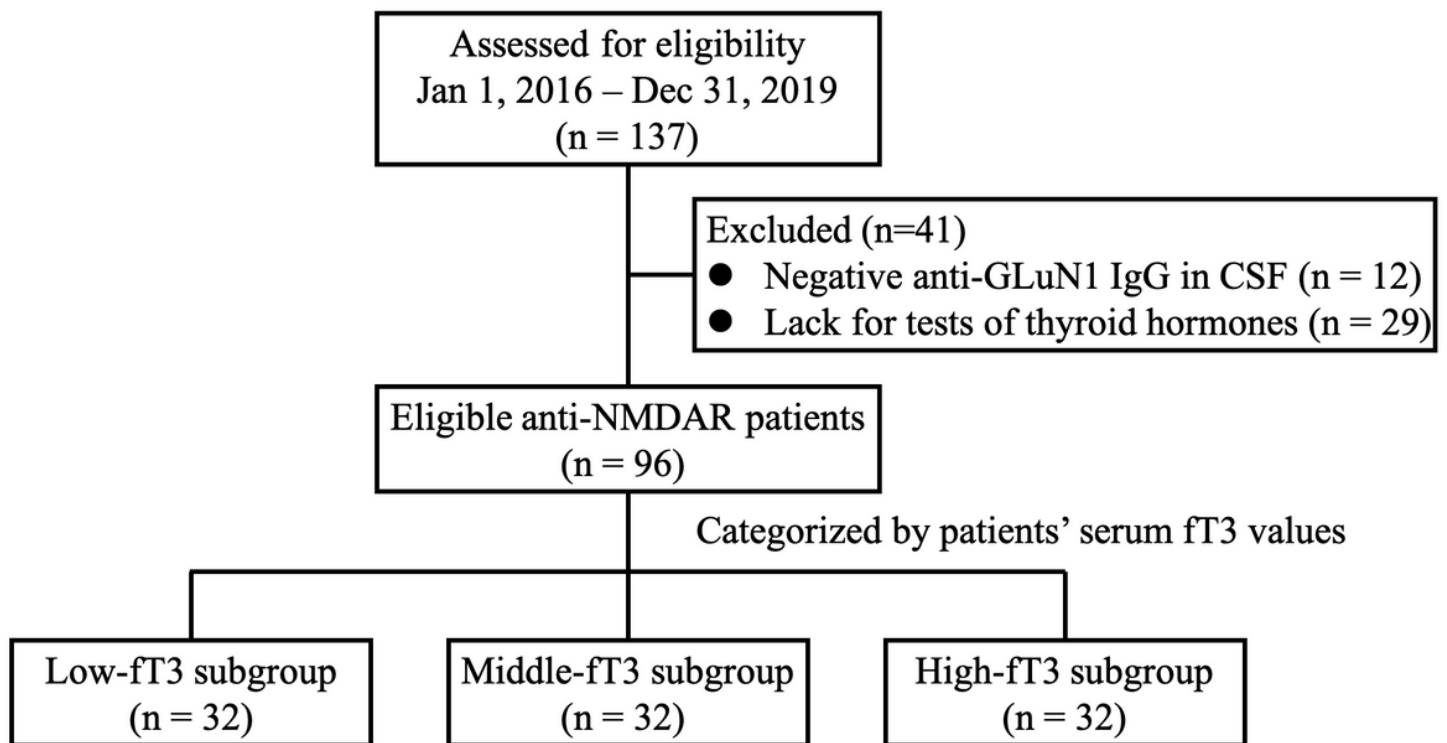 Assessed for eligibility
Jan 1, 2016 – Dec 31, 2019
(n = 137)
Excluded (n=41)
● Negative anti-GLuN1 IgG in CSF (n = 12)
● Lack for tests of thyroid hormones (n = 29)
Eligible anti-NMDAR patients
(n = 96)
Categorized by patients’ serum fT3 values
Low-fT3 subgroup
(n = 32)
Middle-fT3 subgroup
(n = 32)
High-fT3 subgroup
(n = 32)